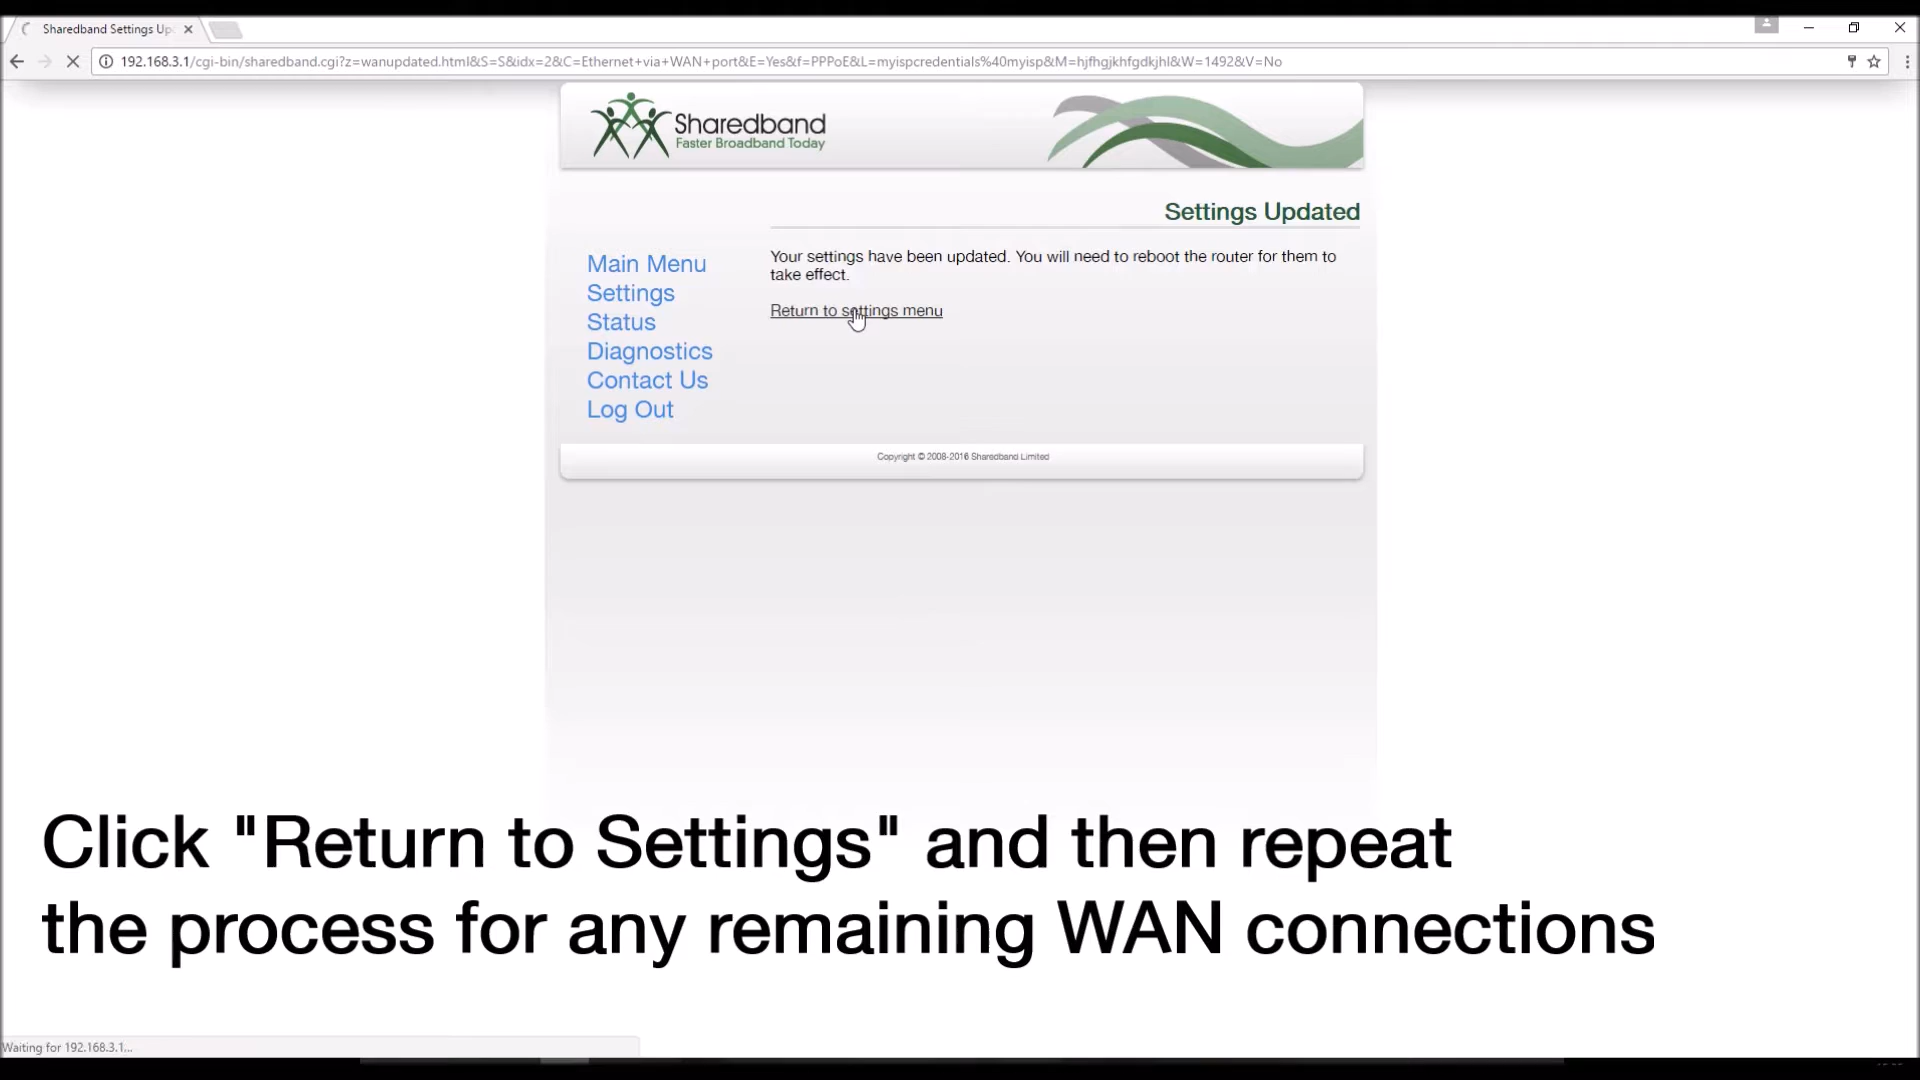 Sharedband Settings Up
192.168.3.1/cgi-bin/sharedband.cgi?z=wanupdated.html&S=S&idx=2&C=Ethernet+via+WAN+port&E=Yes&f=PPPoE&L=myispcredentials%40myisp&M=hjfhgjkhfgdkjhl&W=1492&V=No
Sharedband
Faster Broadband Today
Settings Updated
Main Menu
Settings
Status
Diagnostics
Contact Us
Log Out
Your settings have been updated. You will need to reboot the router for them to
take effect.
Return to settings menu
Copyright © 2008-2016 Sharedband Limited
Click "Return to Settings" and then repeat
the process for any remaining WAN connections
Waiting for 192.168.3.1...